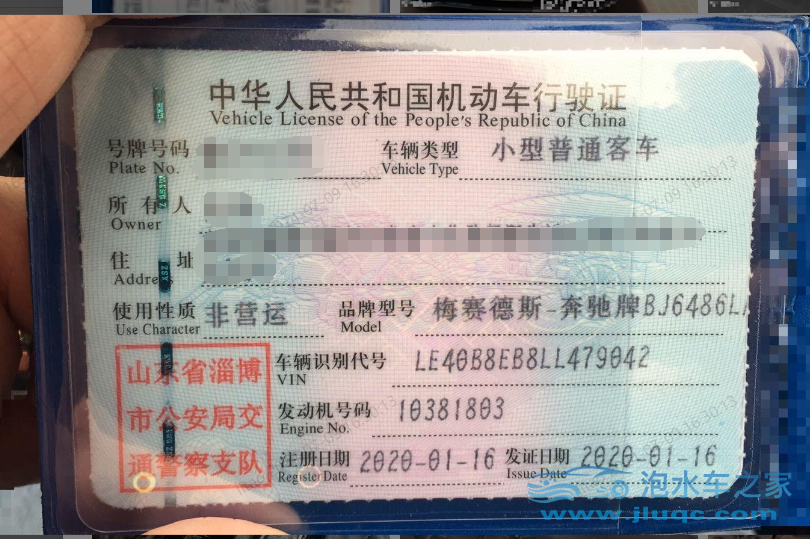 中华人民共和国机动车行驶证
Vehicle License of the People's Republic of China
号牌号码 车辆类型 小型普通客车
Plate No. Vehicle Type
所有人
Owner
住址
Address
使用性质 非营运 品牌型号 梅赛德斯-奔驰牌BJ6486L
Use Character Model
山东省淄博
市公安局交
通警察支队
车辆识别代号 LE40B8EB8LL479042
VIN
发动机号码 10381803
Engine No.
注册日期 2020-01-16 发证日期 2020-01-16
Register Date Issue Date
泡水车之家
www.jluqc.com